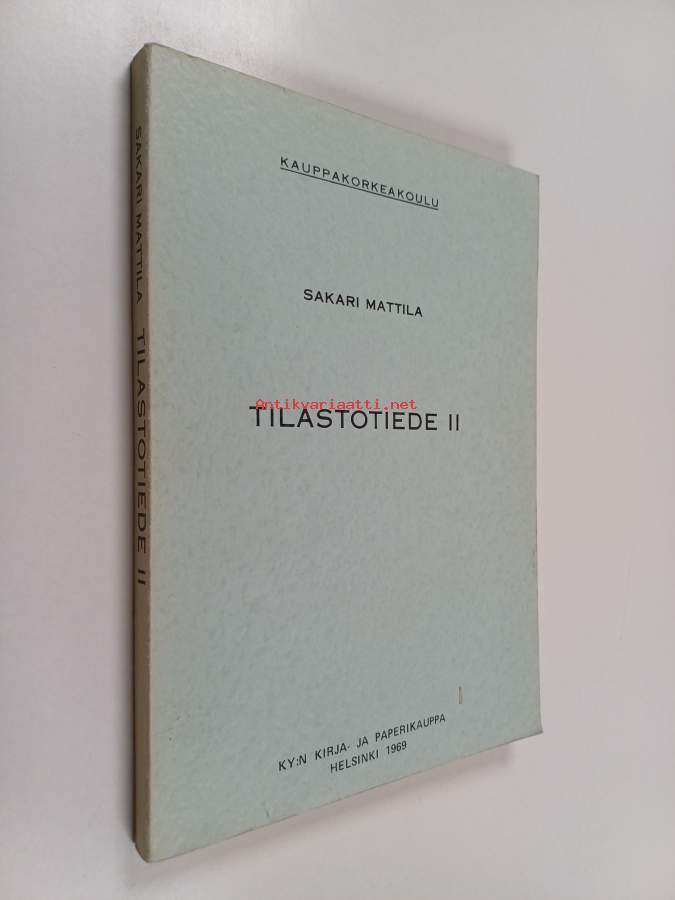 KAUPPAKORKEAKOULU
SAKARI MATTILA
Antikvariaatti.net
TILASTOTIEDE II
KY:N KIRJA- JA PAPERIKAUPPA
HELSINKI 1969
SAKARI MATTILA TILASTOTIEDE II